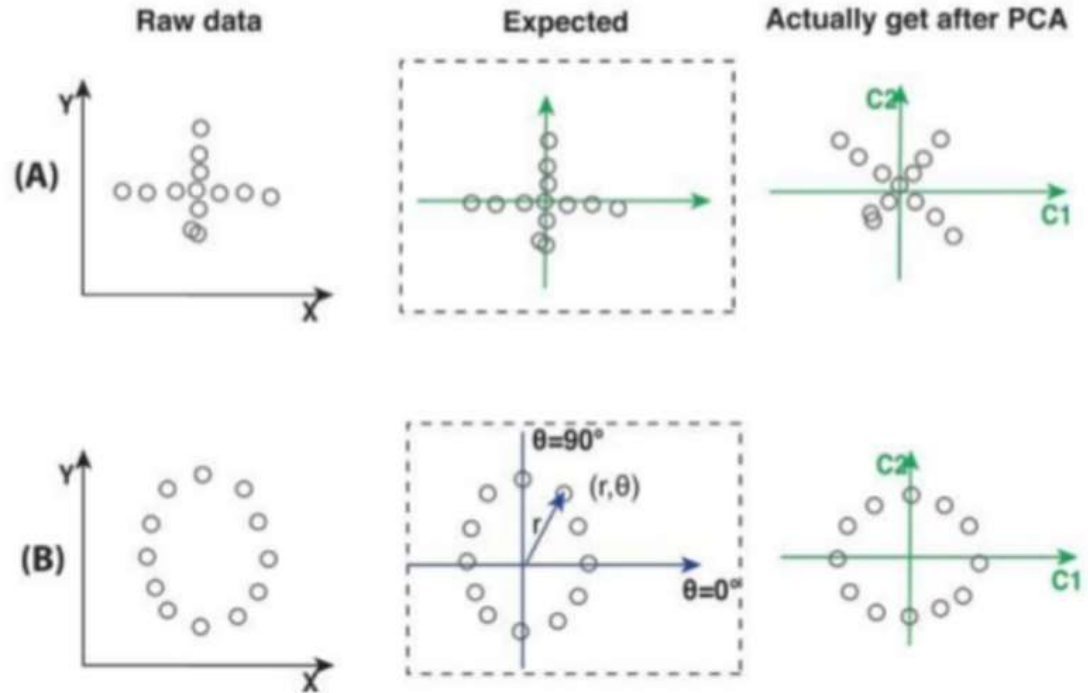 Raw data
Expected
Actually get after PCA
(A)
Y
X
C2
C1
(B)
Y
X
θ=90°
(r,θ)
r
θ=0°
C2
C1